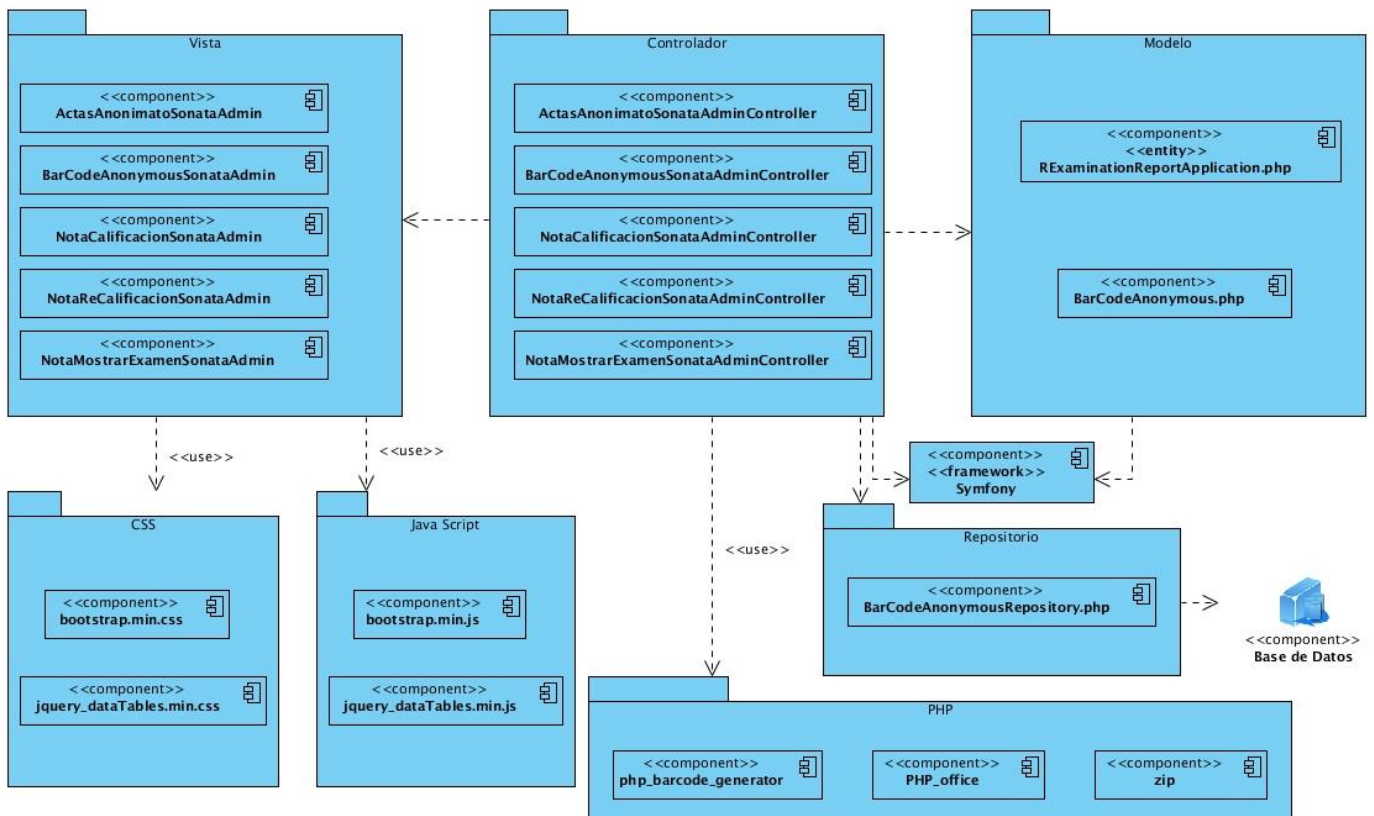 Vista
<<component>>
ActasAnonimatoSonataAdmin
<<component>>
BarCodeAnonymousSonataAdmin
<<component>>
NotaCalificacionSonataAdmin
<<component>>
NotaReCalificacionSonataAdmin
<<component>>
NotaMostrarExamenSonataAdmin
Controlador
<<component>>
ActasAnonimatoSonataAdminController
<<component>>
BarCodeAnonymousSonataAdminController
<<component>>
NotaCalificacionSonataAdminController
<<component>>
NotaReCalificacionSonataAdminController
<<component>>
NotaMostrarExamenSonataAdminController
Modelo
<<component>>
<<entity>>
RExaminationReportApplication.php
<<component>>
BarCodeAnonymous.php
<<use>>
<<use>>
<<component>>
<<framework>>
Symfony
CSS
<<component>>
bootstrap.min.css
<<component>>
jquery_dataTables.min.css
Java Script
<<component>>
bootstrap.min.js
<<component>>
jquery_dataTables.min.js
<<use>>
Repositorio
<<component>>
BarCodeAnonymousRepository.php
<<component>>
Base de Datos
PHP
<<component>>
php_barcode_generator
<<component>>
PHP_office
<<component>>
zip